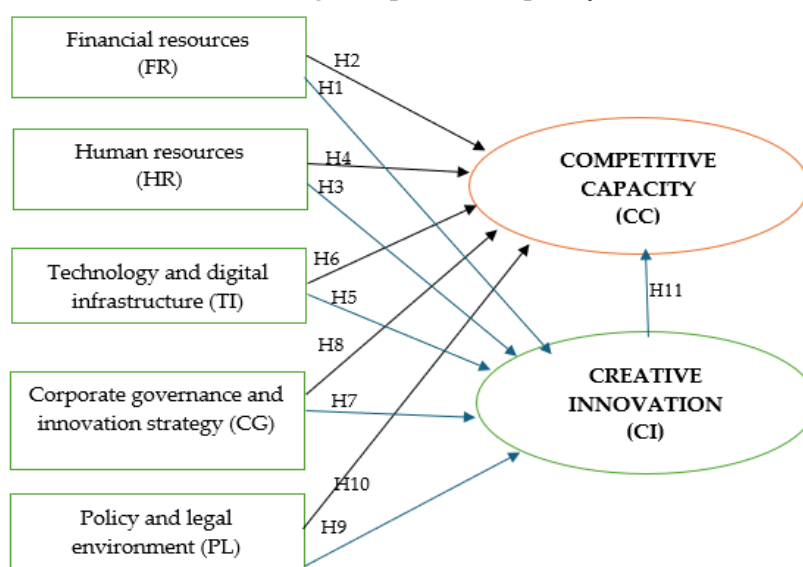 Financial resources
(FR)
H2
H1
Human resources
(HR)
H4
H3
COMPETITIVE
CAPACITY
(CC)
Technology and digital
infrastructure (TI)
H6
H5
H11
H8
Corporate governance and
innovation strategy (CG)
H7
CREATIVE
INNOVATION
(CI)
H10
Policy and legal
environment (PL)
H9